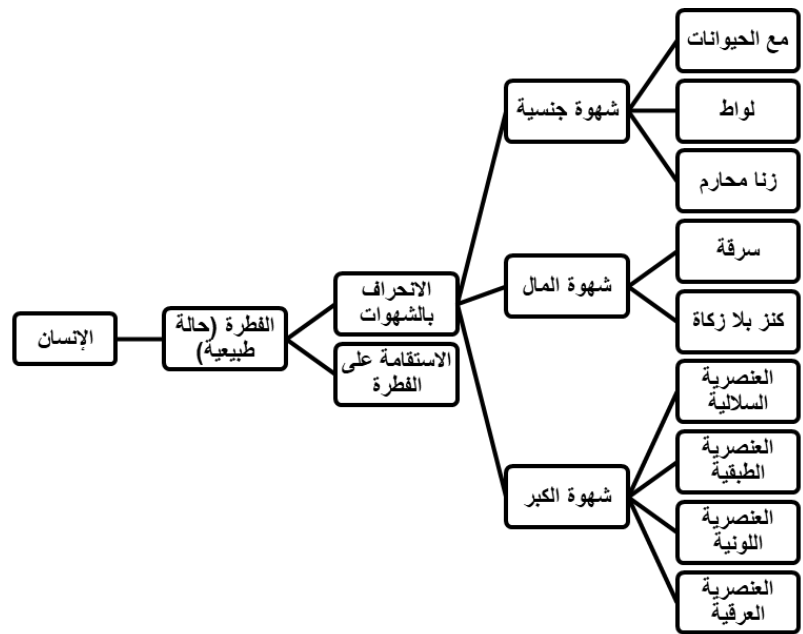 الإنسان
الفطرة (حالة
طبيعية)
الانحراف
بالشهوات
الاستقامة على
الفطرة
شهوة جنسية
مع الحيوانات
لواط
زنا محارم
شهوة المال
سرقة
كنز بلا زكاة
شهوة الكبر
العنصرية
السلالية
العنصرية
الطبقية
العنصرية
اللونية
العنصرية
العرقية